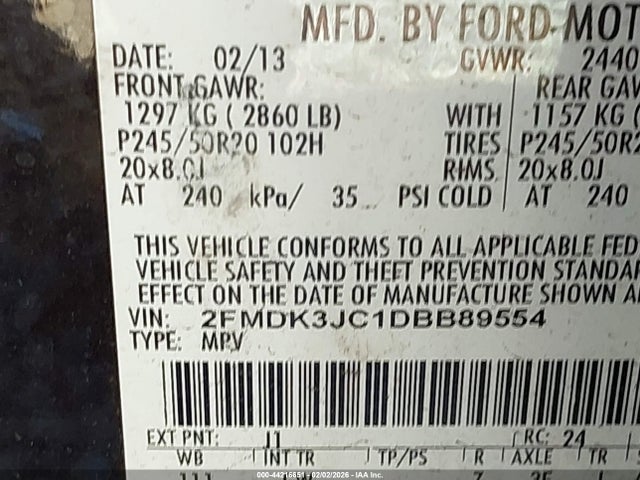 MFD. BY FORD MOT
DATE: 02/13 GVWR: 2440
FRONT GAWR: REAR GAW
1297 KG ( 2860 LB) WITH 1157 KG
P245/50R20 102H TIRES P245/50R2
20x8.0J RIMS 20x8.0J
AT 240 kPa/ 35 PSI COLD AT 240
THIS VEHICLE CONFORMS TO ALL APPLICABLE FED
VEHICLE SAFETY AND THEFT PREVENTION STANDA
EFFECT ON THE DATE OF MANUFACTURE SHOWN A
VIN: 2FMDK3JC1DBB89554
TYPE: MPV
EXT PNT: J1 RC: 24
WB INT TR TP/PS R AXLE TR
000-44216651 - 02/02/2026 - IAAI Inc.